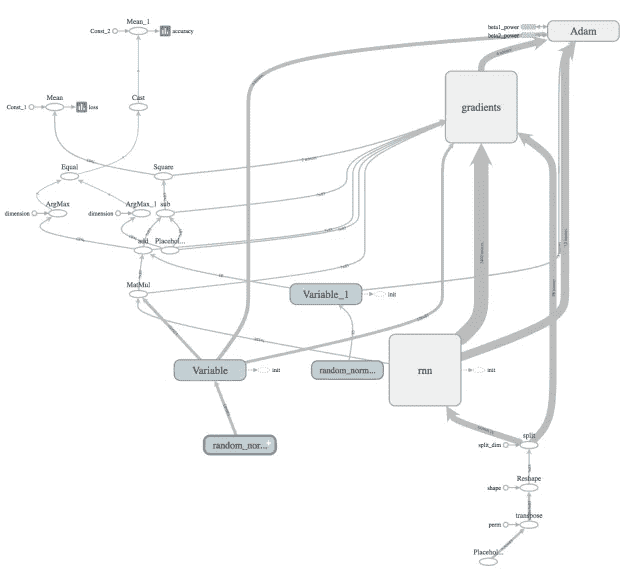 Mean_1
Const_2
accuracy
beta1_power
beta2_power
Adam
Mean
Const_1
loss
Cast
gradients
Equal
Square
ArgMax
dimension
ArgMax_1
dimension
sub
add
Placehol...
MatMul
Variable_1
init
Variable
init
random_norm...
rnn
init
random_nor...
split
split_dim
Reshape
shape
transpose
perm
Placehol...